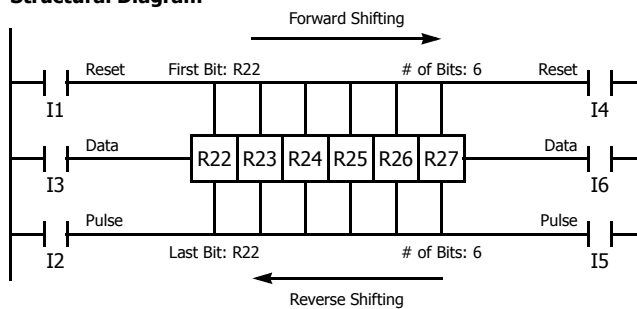 Structural Diagram
Forward Shifting
Reset First Bit: R22 # of Bits: 6 Reset
I1 I4
Data R22 R23 R24 R25 R26 R27 Data
I3 I6
Pulse Pulse
I2 Last Bit: R22 # of Bits: 6 I5
Reverse Shifting